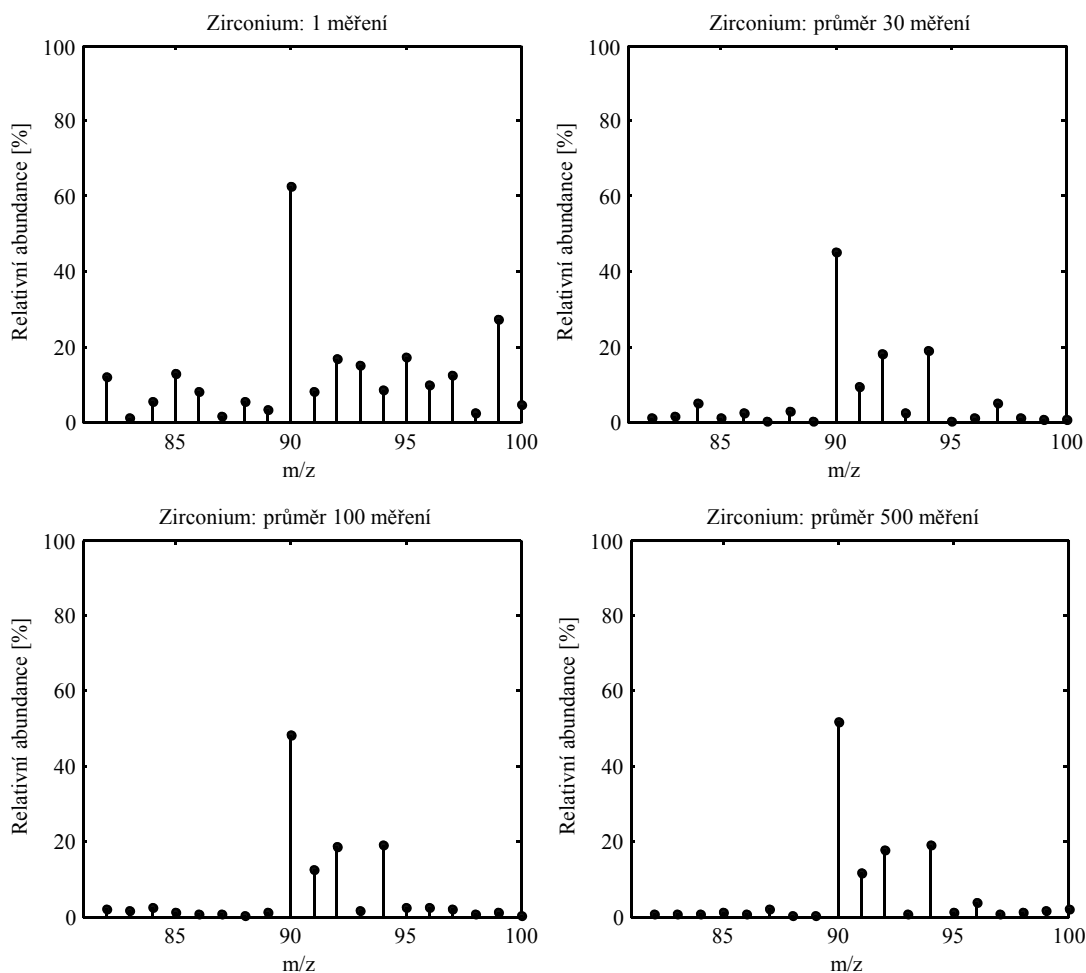 Zirconium: 1 měření
100
80
60
40
20
0
Relativní abundance [%]
85 90 95 100
m/z
Zirconium: průměr 30 měření
100
80
60
40
20
0
Relativní abundance [%]
85 90 95 100
m/z
Zirconium: průměr 100 měření
100
80
60
40
20
0
Relativní abundance [%]
85 90 95 100
m/z
Zirconium: průměr 500 měření
100
80
60
40
20
0
Relativní abundance [%]
85 90 95 100
m/z